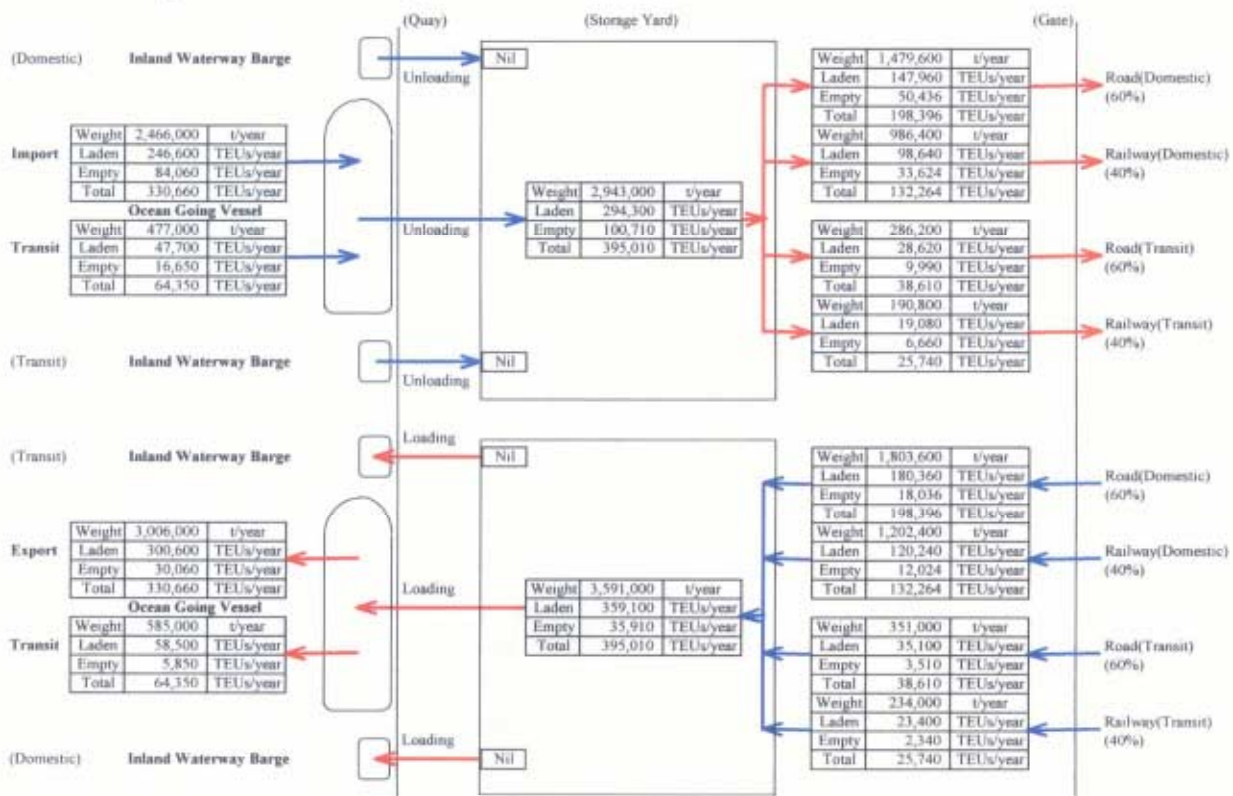 (Quay) (Storage Yard) (Gate)
(Domestic) Inland Waterway Barge
Unloading
Nil
Import
Weight 2,466,000 t/year
Laden 246,600 TEUs/year
Empty 84,060 TEUs/year
Total 330,660 TEUs/year
Ocean Going Vessel
Transit
Weight 477,000 t/year
Laden 47,700 TEUs/year
Empty 16,650 TEUs/year
Total 64,350 TEUs/year
Unloading
Weight 2,943,000 t/year
Laden 294,300 TEUs/year
Empty 100,710 TEUs/year
Total 395,010 TEUs/year
Weight 1,479,600 t/year
Laden 147,960 TEUs/year
Empty 50,436 TEUs/year
Total 198,396 TEUs/year
Road(Domestic)
(60%)
Weight 986,400 t/year
Laden 98,640 TEUs/year
Empty 33,624 TEUs/year
Total 132,264 TEUs/year
Railway(Domestic)
(40%)
Weight 286,200 t/year
Laden 28,620 TEUs/year
Empty 9,990 TEUs/year
Total 38,610 TEUs/year
Road(Transit)
(60%)
Weight 190,800 t/year
Laden 19,080 TEUs/year
Empty 6,660 TEUs/year
Total 25,740 TEUs/year
Railway(Transit)
(40%)
(Transit) Inland Waterway Barge
Unloading
Nil
(Transit) Inland Waterway Barge
Loading
Nil
Export
Weight 3,006,000 t/year
Laden 300,600 TEUs/year
Empty 30,060 TEUs/year
Total 330,660 TEUs/year
Ocean Going Vessel
Transit
Weight 585,000 t/year
Laden 58,500 TEUs/year
Empty 5,850 TEUs/year
Total 64,350 TEUs/year
Loading
Weight 3,591,000 t/year
Laden 359,100 TEUs/year
Empty 35,910 TEUs/year
Total 395,010 TEUs/year
Weight 1,803,600 t/year
Laden 180,360 TEUs/year
Empty 18,036 TEUs/year
Total 198,396 TEUs/year
Road(Domestic)
(60%)
Weight 1,202,400 t/year
Laden 120,240 TEUs/year
Empty 12,024 TEUs/year
Total 132,264 TEUs/year
Railway(Domestic)
(40%)
Weight 351,000 t/year
Laden 35,100 TEUs/year
Empty 3,510 TEUs/year
Total 38,610 TEUs/year
Road(Transit)
(60%)
Weight 234,000 t/year
Laden 23,400 TEUs/year
Empty 2,340 TEUs/year
Total 25,740 TEUs/year
Railway(Transit)
(40%)
(Domestic) Inland Waterway Barge
Loading
Nil